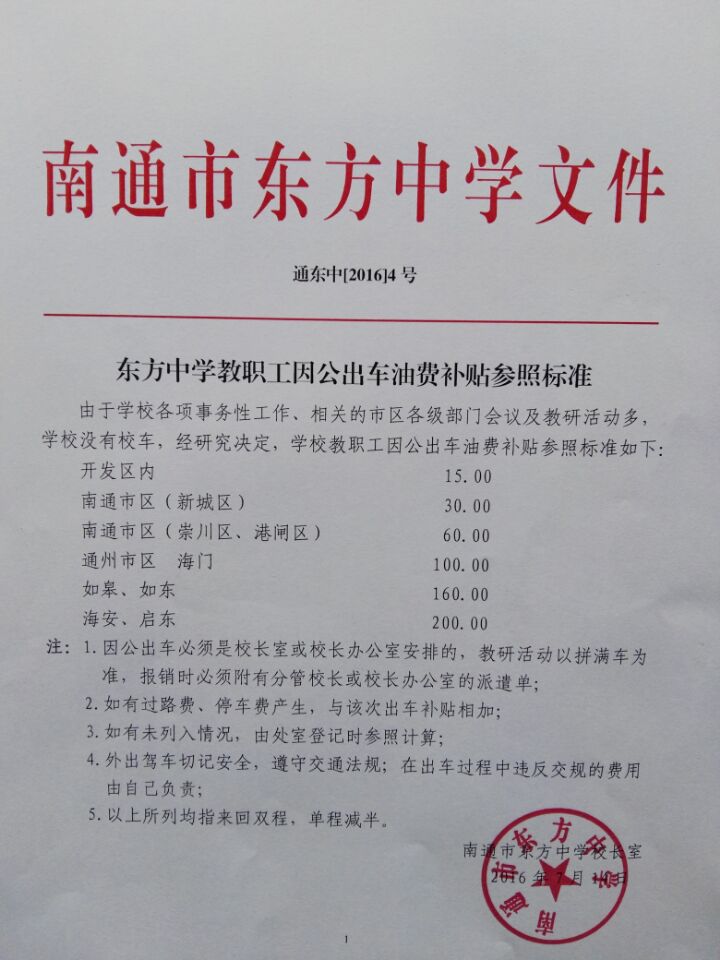 南通市东方中学文件
通东中[2016]4 号
东方中学教职工因公出车油费补贴参照标准
由于学校各项事务性工作、相关的市区各级部门会议及教研活动多，
学校没有校车，经研究决定，学校教职工因公出车油费补贴参照标准如下：
开发区内 15.00
南通市区（新城区） 30.00
南通市区（崇川区、港闸区） 60.00
通州市区 海门 100.00
如皋、如东 160.00
海安、启东 200.00
注：1. 因公出车必须是校长室或校长办公室安排的，教研活动以拼满车为
准，报销时必须附有分管校长或校长办公室的派遣单；
2. 如有过路费、停车费产生，与该次出车补贴相加；
3. 如有未列入情况，由处室登记时参照计算；
4. 外出驾车切记安全，遵守交通法规；在出车过程中违反交规的费用
由自己负责；
5. 以上所列均指来回双程，单程减半。
南通市东方中学校长室
2016 年 7 月 14 日
南通市东方中学
1